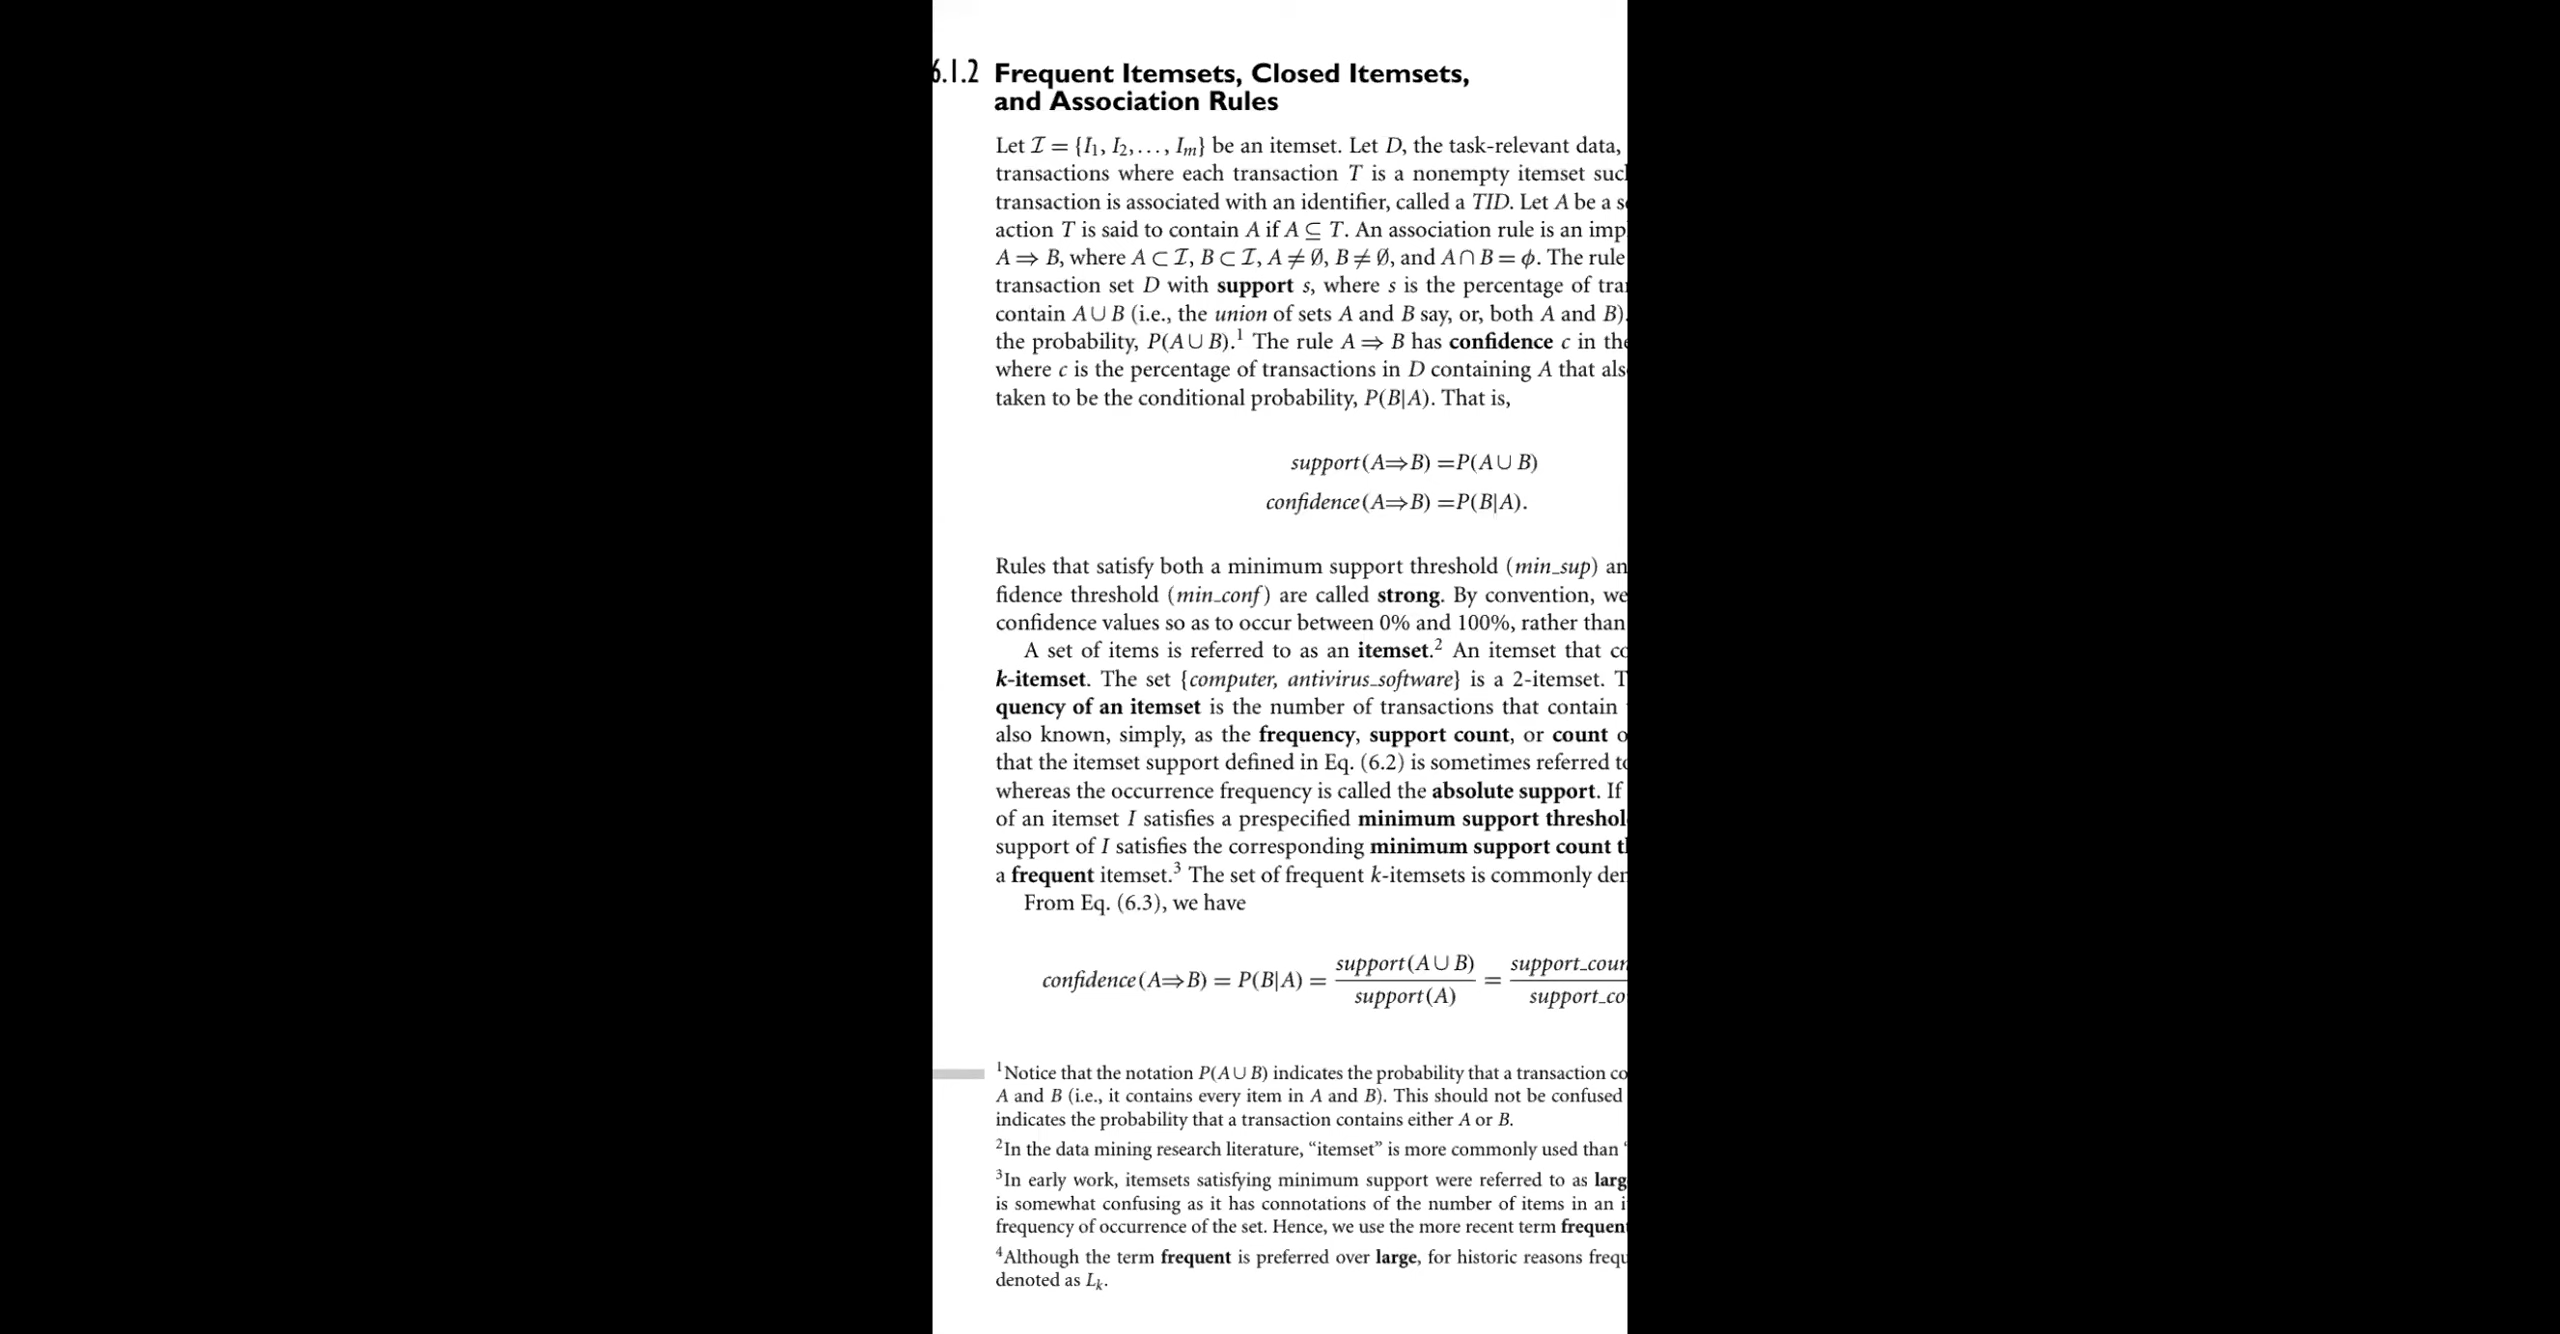 6.1.2 Frequent Itemsets, Closed Itemsets,
and Association Rules
Let ℐ = {I₁, I₂,..., Iₘ} be an itemset. Let D, the task-relevant data,
transactions where each transaction T is a nonempty itemset
transaction is associated with an identifier, called a TID. Let A be a
action T is said to contain A if A ⊆ T. An association rule is an
A ⇒ B, where A ⊂ ℐ, B ⊂ ℐ, A ≠ ∅, B ≠ ∅, and A ∩ B = ϕ. The rule
transaction set D with support s, where s is the percentage of
contain A ∪ B (i.e., the union of sets A and B say, or, both A and B).
the probability, P(A ∪ B).¹ The rule A ⇒ B has confidence c in
where c is the percentage of transactions in D containing A that
taken to be the conditional probability, P(B|A). That is,
support(A⇒B) =P(A ∪ B)
confidence(A⇒B) =P(B|A).
Rules that satisfy both a minimum support threshold (min_sup)
fidence threshold (min_conf) are called strong. By convention, we
confidence values so as to occur between 0% and 100%, rather than
A set of items is referred to as an itemset.² An itemset that
k-itemset. The set {computer, antivirus_software} is a 2-itemset.
quency of an itemset is the number of transactions that contain
also known, simply, as the frequency, support count, or count
that the itemset support defined in Eq. (6.2) is sometimes referred
whereas the occurrence frequency is called the absolute support. If
of an itemset I satisfies a prespecified minimum support
support of I satisfies the corresponding minimum support count
a frequent itemset.³ The set of frequent k-itemsets is commonly
From Eq. (6.3), we have
confidence(A⇒B) = P(B|A) = support(A ∪ B) / support(A) =
¹Notice that the notation P(A ∪ B) indicates the probability that a transaction
A and B (i.e., it contains every item in A and B). This should not be confused
indicates the probability that a transaction contains either A or B.
²In the data mining research literature, “itemset” is more commonly used than
³In early work, itemsets satisfying minimum support were referred to as
is somewhat confusing as it has connotations of the number of items in an
frequency of occurrence of the set. Hence, we use the more recent term
⁴Although the term frequent is preferred over large, for historic reasons
denoted as Lₖ.